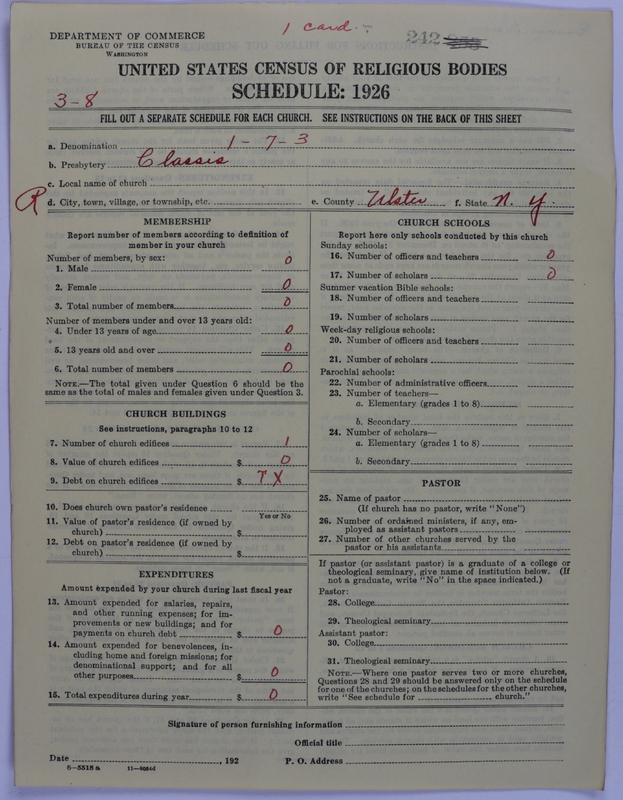 1 card.
242
DEPARTMENT OF COMMERCE
BUREAU OF THE CENSUS
WASHINGTON
UNITED STATES CENSUS OF RELIGIOUS BODIES
SCHEDULE: 1926
3-8
FILL OUT A SEPARATE SCHEDULE FOR EACH CHURCH. SEE INSTRUCTIONS ON THE BACK OF THIS SHEET
a. Denomination 1-7-3
b. Presbytery Classis
c. Local name of church
R d. City, town, village, or township, etc. e. County Ulster f. State N. Y.
MEMBERSHIP
Report number of members according to definition of
member in your church
Number of members, by sex:
1. Male 0
2. Female 0
3. Total number of members 0
Number of members under and over 13 years old:
4. Under 13 years of age 0
5. 13 years old and over 0
6. Total number of members 0
NOTE.—The total given under Question 6 should be the
same as the total of males and females given under Question 3.
CHURCH BUILDINGS
See instructions, paragraphs 10 to 12
7. Number of church edifices 1
8. Value of church edifices $ 0
9. Debt on church edifices $ TX
10. Does church own pastor's residence
Yes or No
11. Value of pastor's residence (if owned by
church) $
12. Debt on pastor's residence (if owned by
church) $
EXPENDITURES
Amount expended by your church during last fiscal year
13. Amount expended for salaries, repairs,
and other running expenses; for im-
provements or new buildings; and for
payments on church debt $ 0
14. Amount expended for benevolences, in-
cluding home and foreign missions; for
denominational support; and for all
other purposes $ 0
15. Total expenditures during year $ 0
CHURCH SCHOOLS
Report here only schools conducted by this church
Sunday schools:
16. Number of officers and teachers 0
17. Number of scholars 0
Summer vacation Bible schools:
18. Number of officers and teachers
19. Number of scholars
Week-day religious schools:
20. Number of officers and teachers
21. Number of scholars
Parochial schools:
22. Number of administrative officers
23. Number of teachers—
a. Elementary (grades 1 to 8)
b. Secondary
24. Number of scholars—
a. Elementary (grades 1 to 8)
b. Secondary
PASTOR
25. Name of pastor
(If church has no pastor, write "None")
26. Number of ordained ministers, if any, em-
ployed as assistant pastors
27. Number of other churches served by the
pastor or his assistants
If pastor (or assistant pastor) is a graduate of a college or
theological seminary, give name of institution below. (If
not a graduate, write "No" in the space indicated.)
Pastor:
28. College
29. Theological seminary
Assistant pastor:
30. College
31. Theological seminary
NOTE.—Where one pastor serves two or more churches,
Questions 28 and 29 should be answered only on the schedule
for one of the churches; on the schedules for the other churches,
write "See schedule for church."
Signature of person furnishing information
Official title
Date , 192 P. O. Address